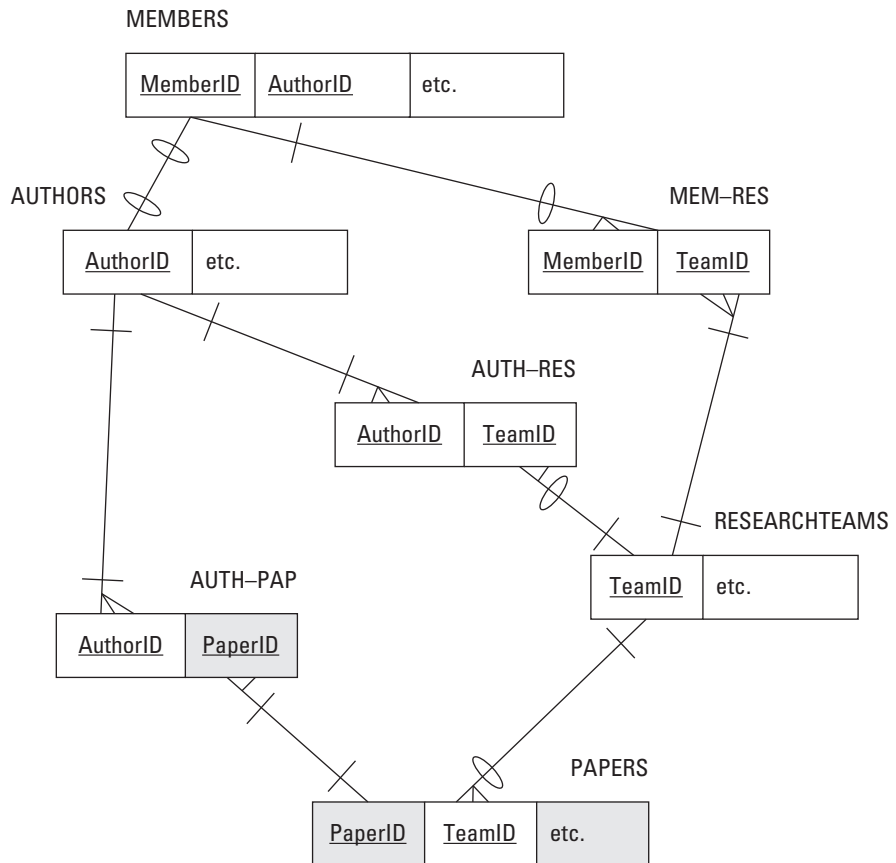 MEMBERS
MemberID AuthorID etc.
AUTHORS
MEM–RES
AuthorID etc.
MemberID TeamID
AUTH–RES
AuthorID TeamID
RESEARCHTEAMS
TeamID etc.
AUTH–PAP
AuthorID PaperID
PAPERS
PaperID TeamID etc.